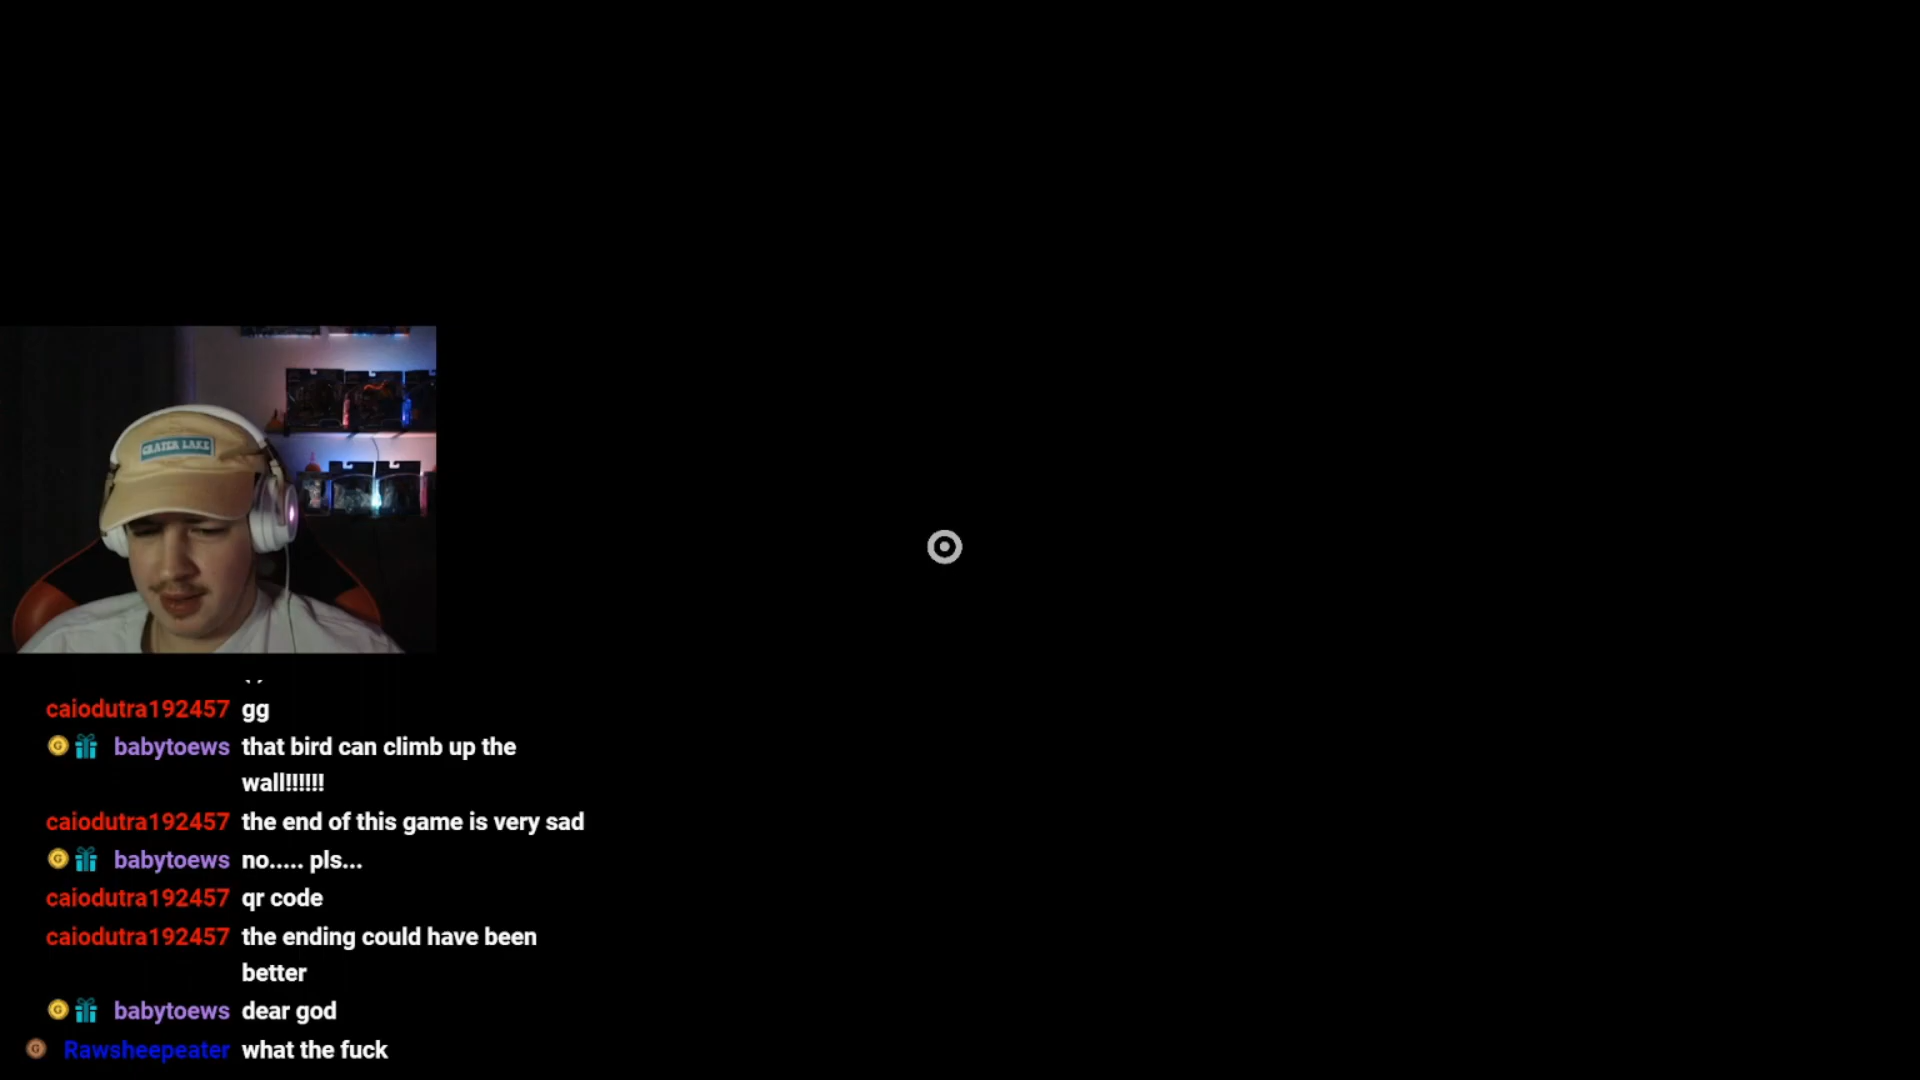 CRATER LAKE
caiodutra192457 gg
babytoews that bird can climb up the
wall!!!!!!
caiodutra192457 the end of this game is very sad
babytoews no..... pls...
caiodutra192457 qr code
caiodutra192457 the ending could have been
better
babytoews dear god
Rawsheepeater what the fuck